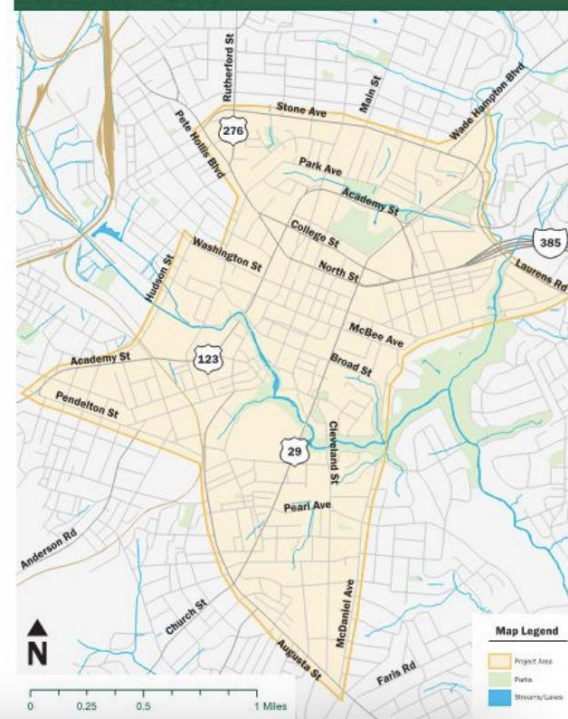 Rutherford St
Main St
Wade Hampton Blvd
Stone Ave
276
Pete Hollis Blvd
Park Ave
Academy St
College St
385
Washington St
North St
Laurens Rd
Hudson St
McBee Ave
Academy St
123
Broad St
Pendelton St
29
Cleveland St
Pearl Ave
Anderson Rd
Church St
McDaniel Ave
Augusta St
Faris Rd
N
0 0.25 0.5 1 Miles
Map Legend
Project Area
Parks
Streams/Lakes